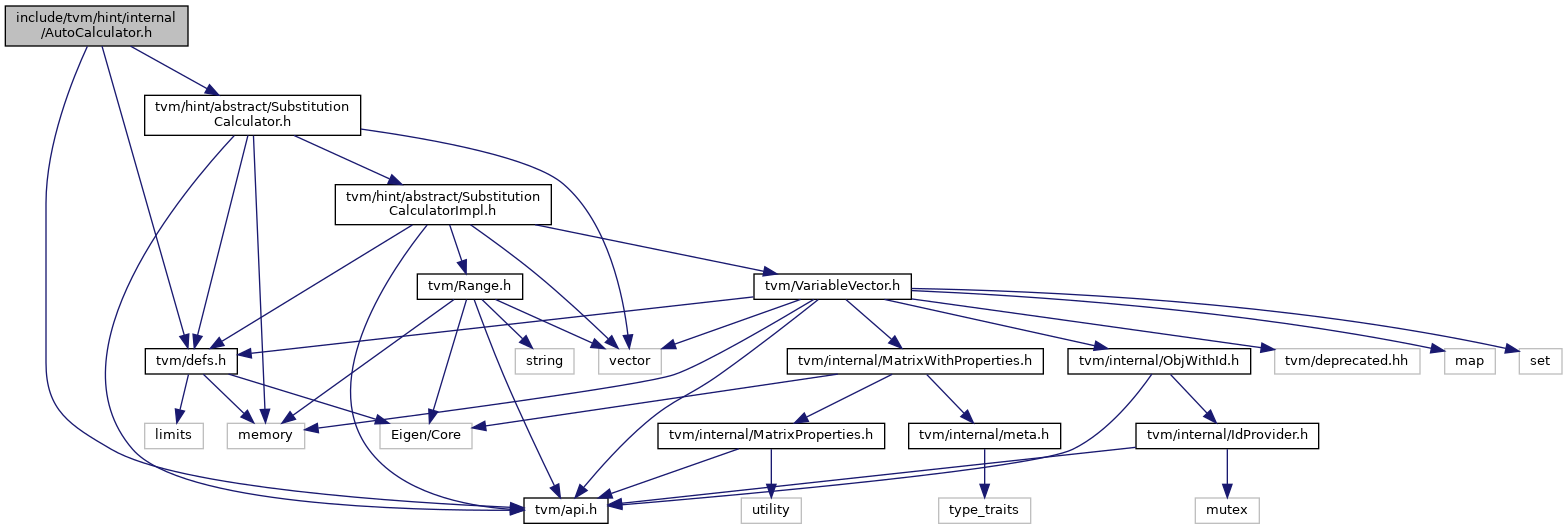 include/tvm/hint/internal
/AutoCalculator.h
tvm/hint/abstract/Substitution
Calculator.h
tvm/hint/abstract/Substitution
CalculatorImpl.h
tvm/Range.h
tvm/VariableVector.h
tvm/defs.h
string
vector
tvm/internal/MatrixWithProperties.h
tvm/internal/ObjWithId.h
tvm/deprecated.hh
map
set
limits
memory
Eigen/Core
tvm/internal/MatrixProperties.h
tvm/internal/meta.h
tvm/internal/IdProvider.h
tvm/api.h
utility
type_traits
mutex